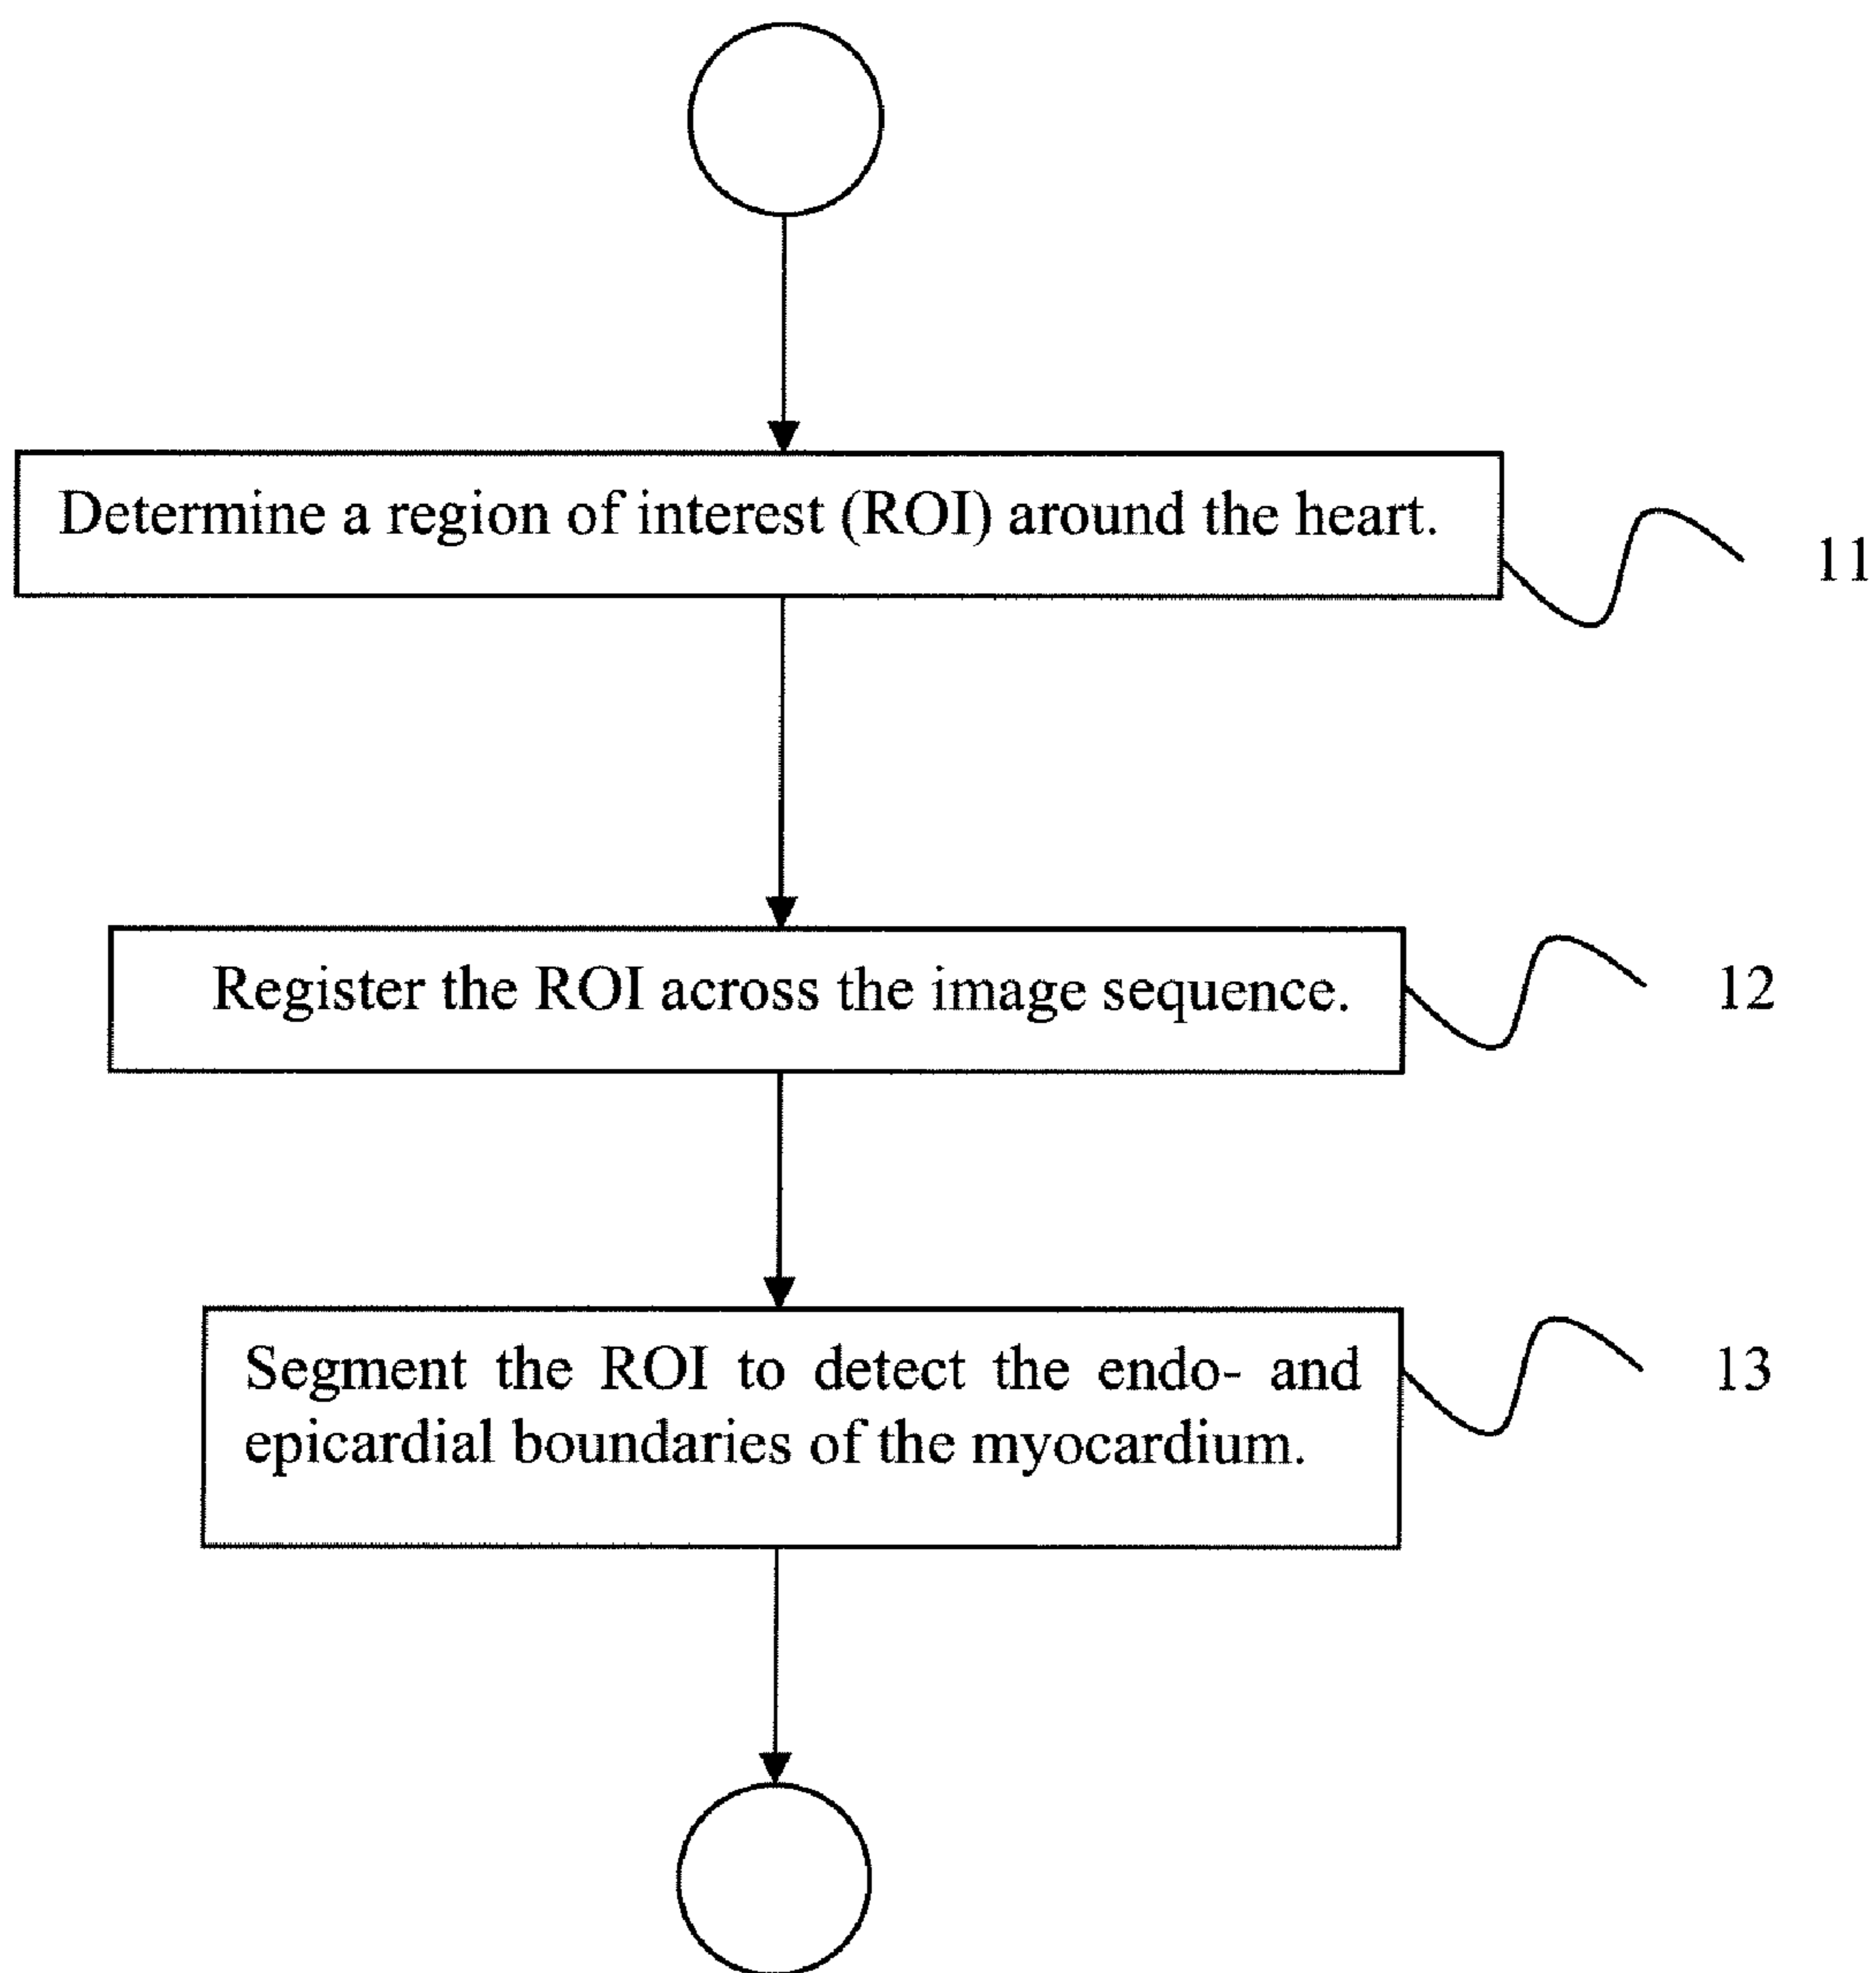 Determine a region of interest (ROI) around the heart.
11
Register the ROI across the image sequence.
12
Segment the ROI to detect the endo- and
epicardial boundaries of the myocardium.
13